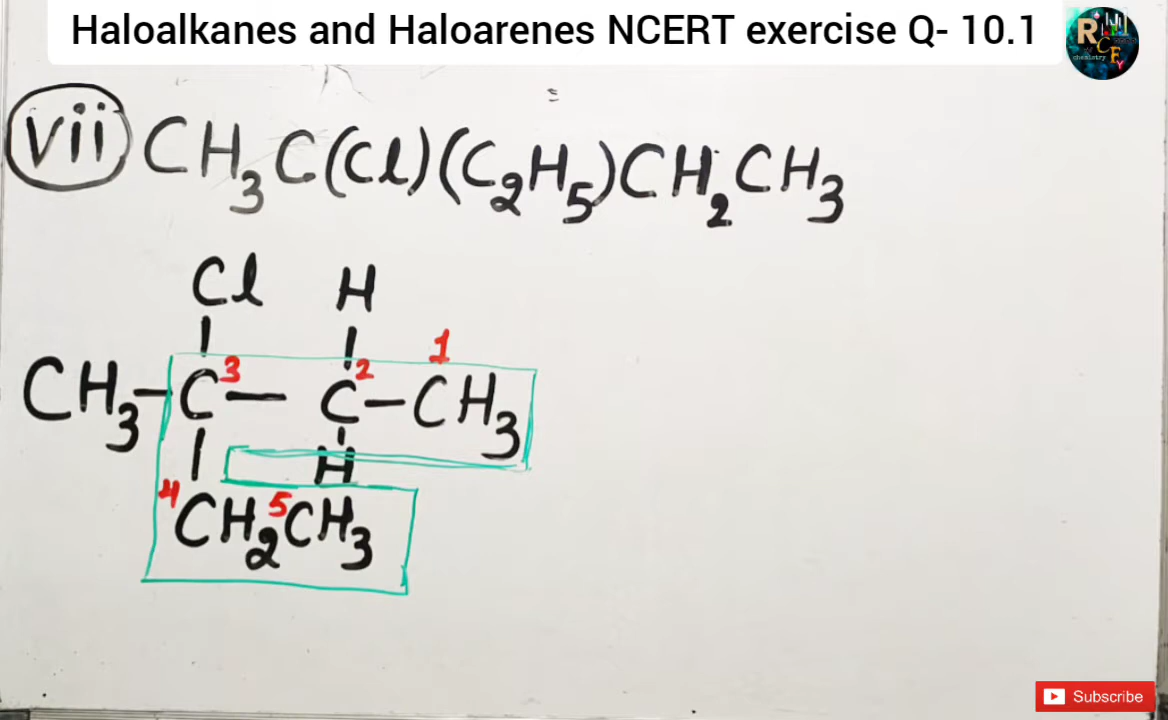 Haloalkanes and Haloarenes NCERT exercise Q- 10.1
R
C
chemistry E
Y
vii CH3C(Cl)(C2H5)CH2CH3
Cl H
3 2 1
CH3-C-C-CH3
H
4 5
CH2CH3
Subscribe